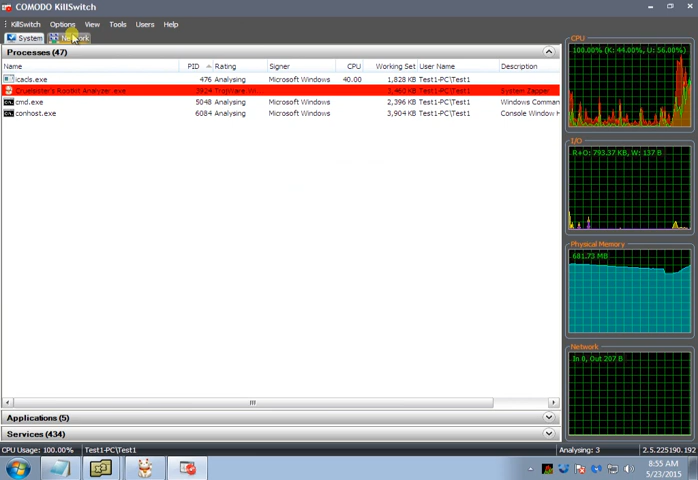 COMODO KillSwitch
KillSwitch Options View Tools Users Help
System Network
Processes (47)
Name PID Rating Signer CPU Working Set User Name Description
icacls.exe 476 Analysing Microsoft Windows 40.00 1,828 KB Test1-PC\Test1
Cruelsister's Rootkit Analyzer.exe 3924 TrojWare.Wi... 3,460 KB Test1-PC\Test1 System Zapper
cmd.exe 5048 Analysing Microsoft Windows 2,396 KB Test1-PC\Test1 Windows Comman
conhost.exe 6084 Analysing Microsoft Windows 3,904 KB Test1-PC\Test1 Console Window H
Applications (5)
Services (434)
CPU
100.00% (K: 44.00%, U: 56.00%)
I/O
R+O: 793.37 KB, W: 137 B
Physical Memory
681.73 MB
Network
In 0, Out 207 B
CPU Usage: 100.00% Test1-PC\Test1 Analysing: 3 2.5.225190.192
8:55 AM
5/23/2015